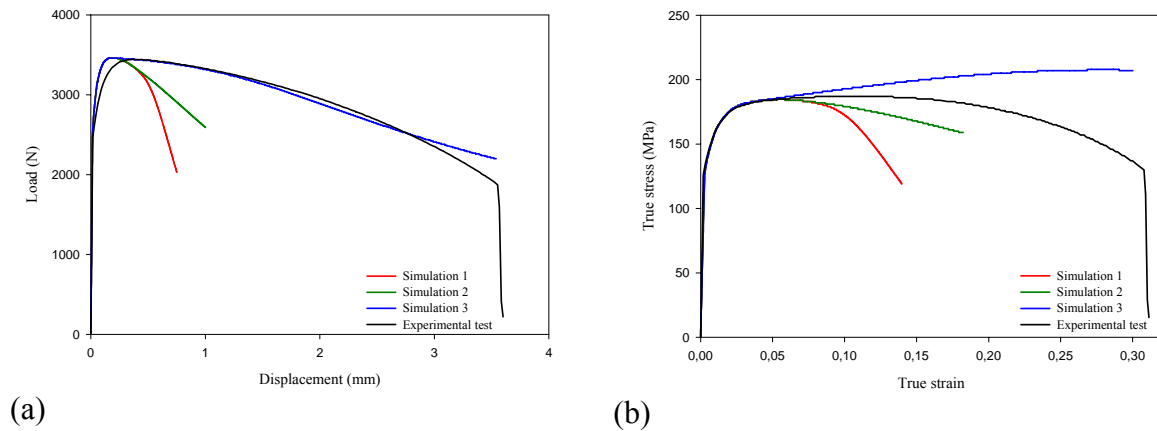 4000
3000
2000
1000
0
Load (N)
0 1 2 3 4
Displacement (mm)
Simulation 1
Simulation 2
Simulation 3
Experimental test
(a)
250
200
150
100
50
0
True stress (MPa)
0,00 0,05 0,10 0,15 0,20 0,25 0,30
True strain
Simulation 1
Simulation 2
Simulation 3
Experimental test
(b)